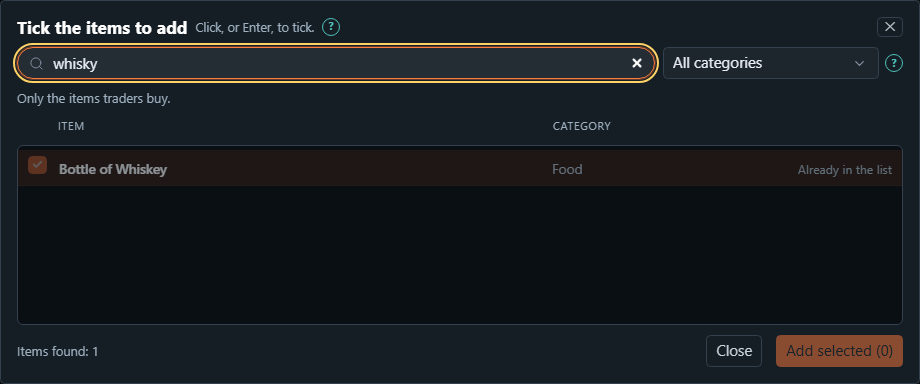 Tick the items to add Click, or Enter, to tick. ?
whisky
All categories ?
Only the items traders buy.
ITEM CATEGORY
Bottle of Whiskey Food Already in the list
Items found: 1 Close Add selected (0)